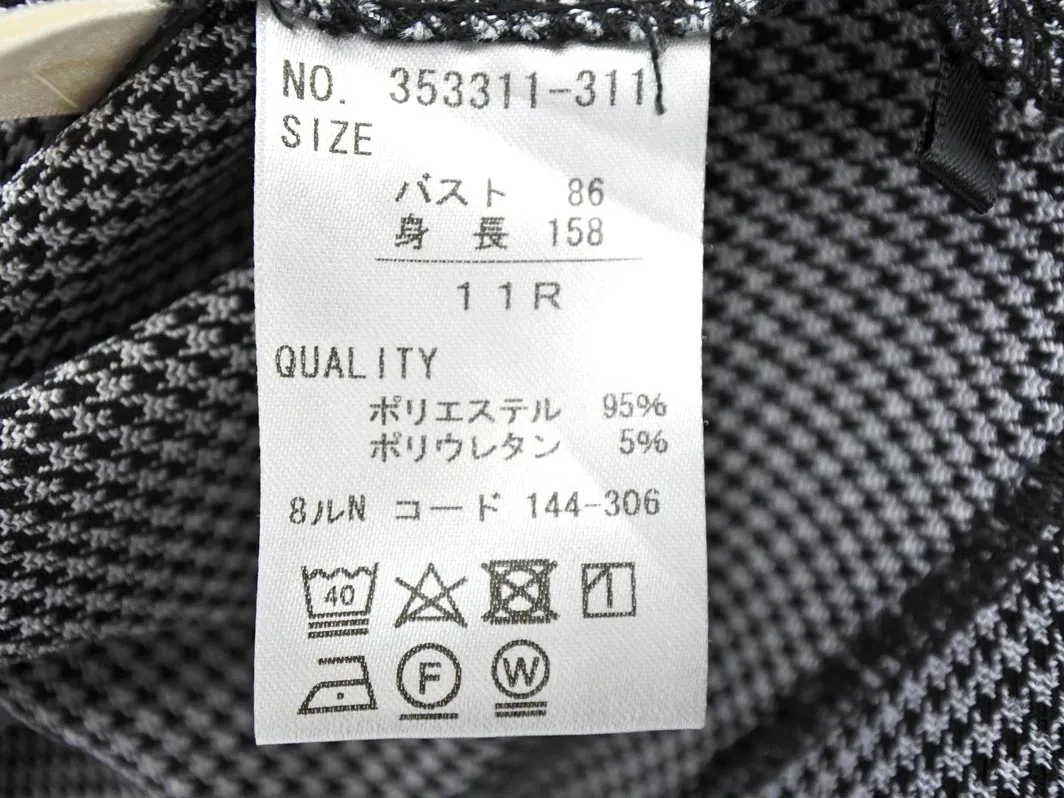 NO. 353311-311
SIZE
バスト 86
身 長 158
11R
QUALITY
ポリエステル 95%
ポリウレタン 5%
8ルN コード 144-306
40
F W